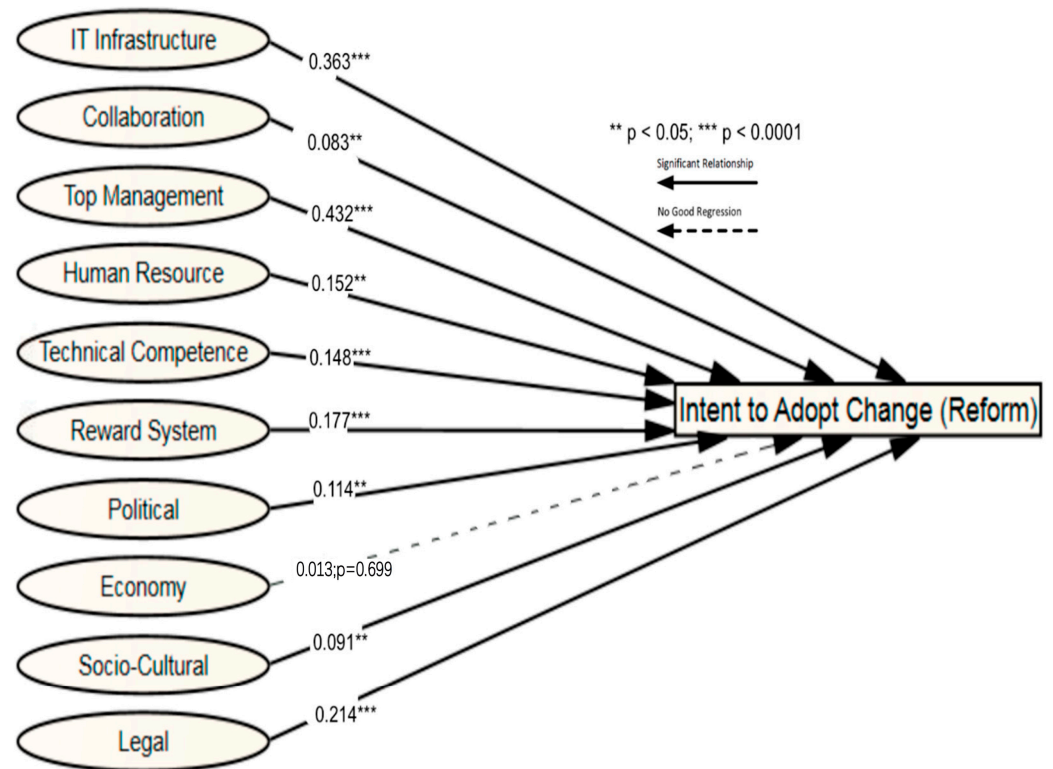 IT Infrastructure
0.363***
Collaboration
0.083**
** p < 0.05; *** p < 0.0001
Significant Relationship
No Good Regression
Top Management
0.432***
Human Resource
0.152**
Technical Competence
0.148***
Intent to Adopt Change (Reform)
Reward System
0.177***
Political
0.114**
Economy
0.013;p=0.699
Socio-Cultural
0.091**
Legal
0.214***